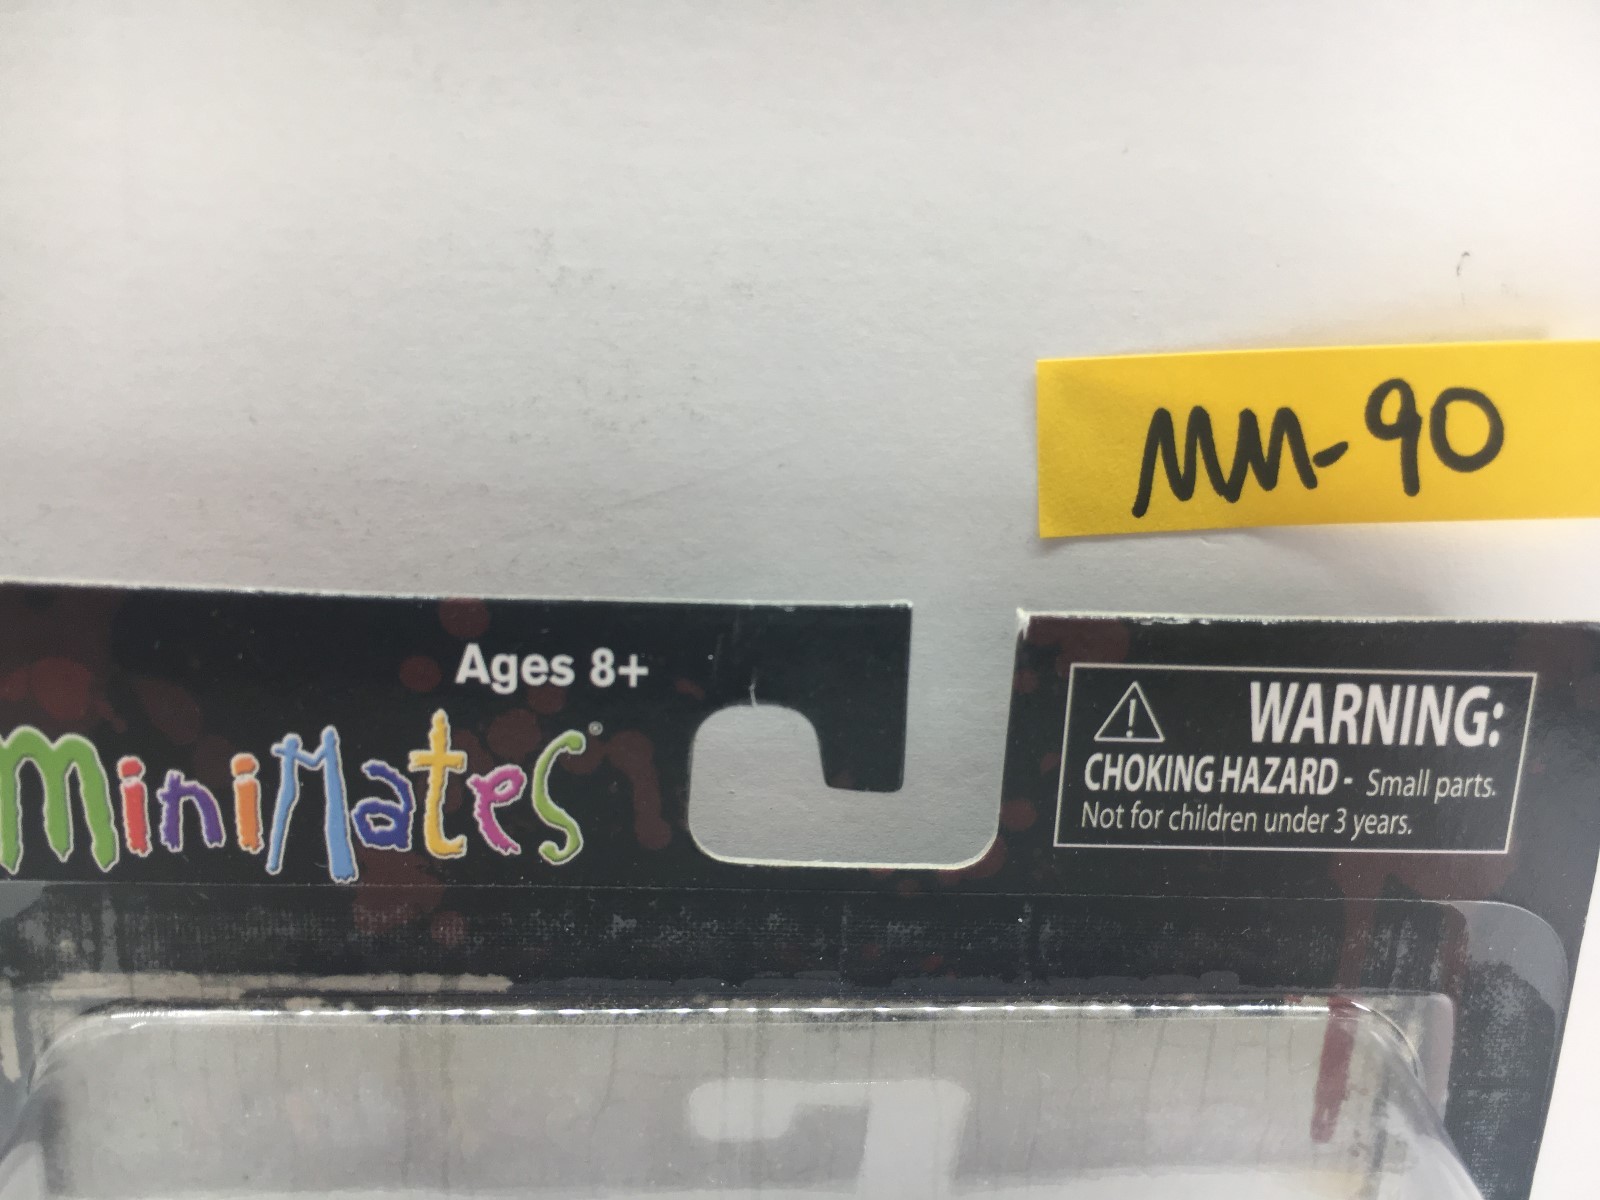 MM-90
Ages 8+
miniMates®
WARNING:
CHOKING HAZARD - Small parts.
Not for children under 3 years.